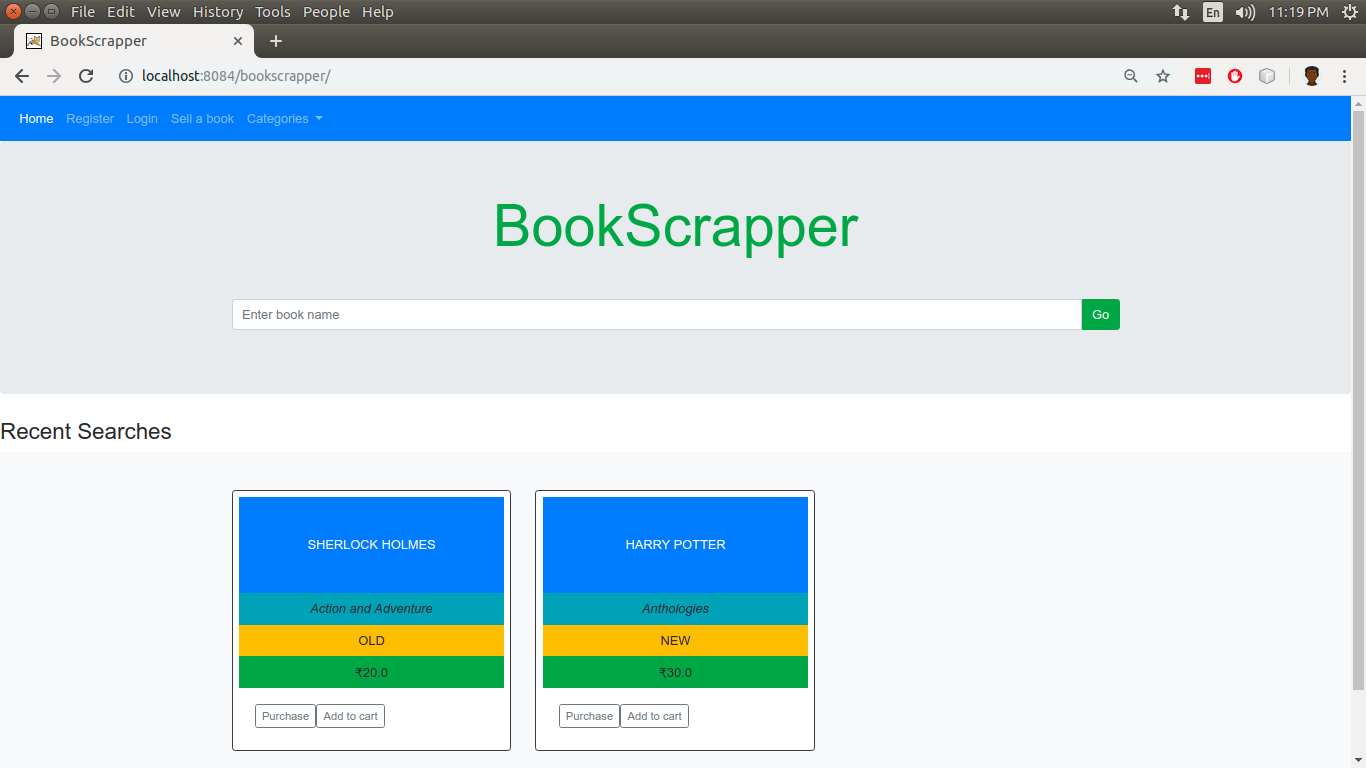 File Edit View History Tools People Help
En
11:19 PM
BookScrapper
localhost:8084/bookscrapper/
Home Register Login Sell a book Categories
BookScrapper
Enter book name
Go
Recent Searches
SHERLOCK HOLMES
Action and Adventure
OLD
₹20.0
Purchase Add to cart
HARRY POTTER
Anthologies
NEW
₹30.0
Purchase Add to cart